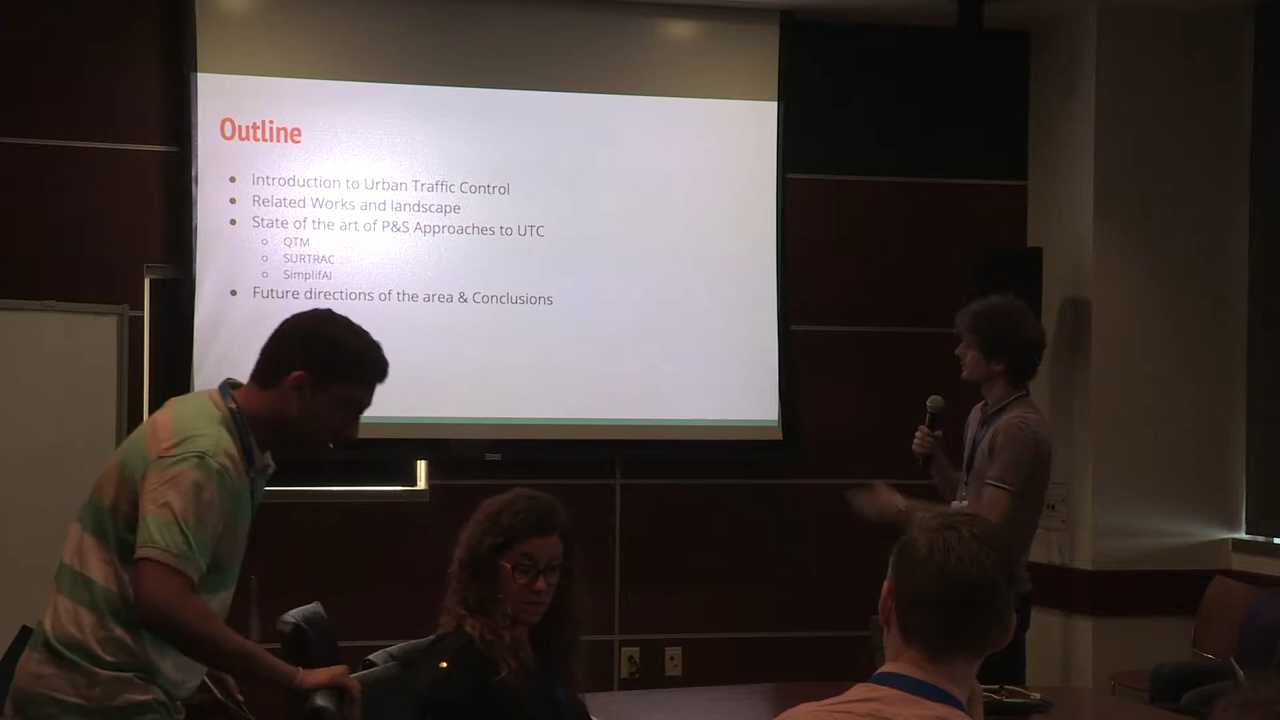 Outline
● Introduction to Urban Traffic Control
● Related Works and landscape
● State of the art of P&S Approaches to UTC
○ QTM
○ SURTRAC
○ SimplifAI
● Future directions of the area & Conclusions